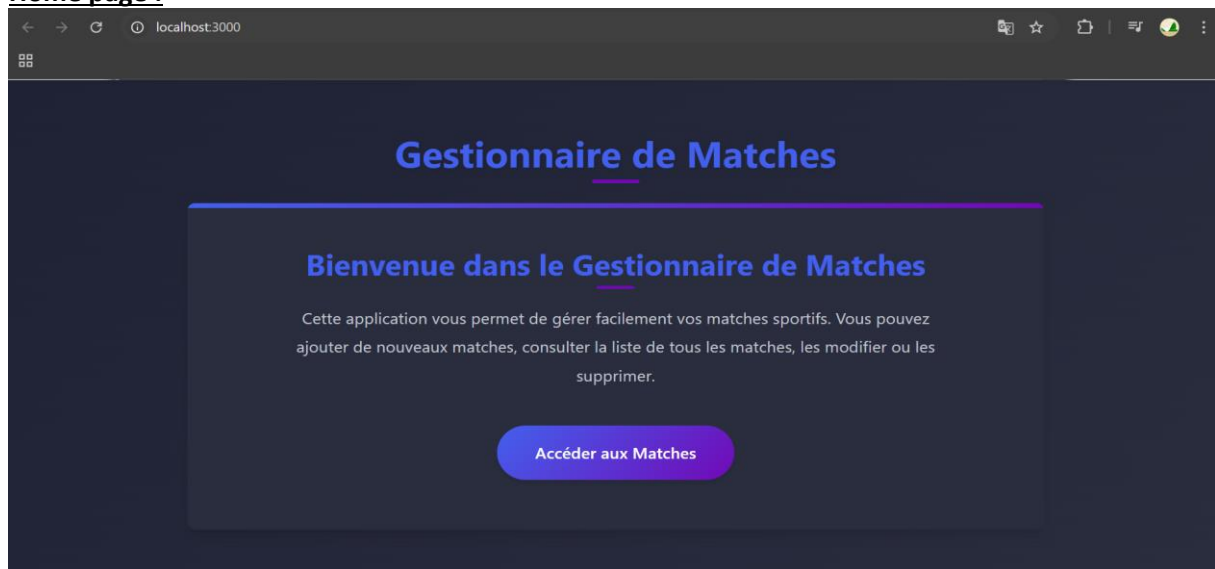 Home page :
localhost:3000
Gestionnaire de Matches
Bienvenue dans le Gestionnaire de Matches
Cette application vous permet de gérer facilement vos matches sportifs. Vous pouvez
ajouter de nouveaux matches, consulter la liste de tous les matches, les modifier ou les
supprimer.
Accéder aux Matches